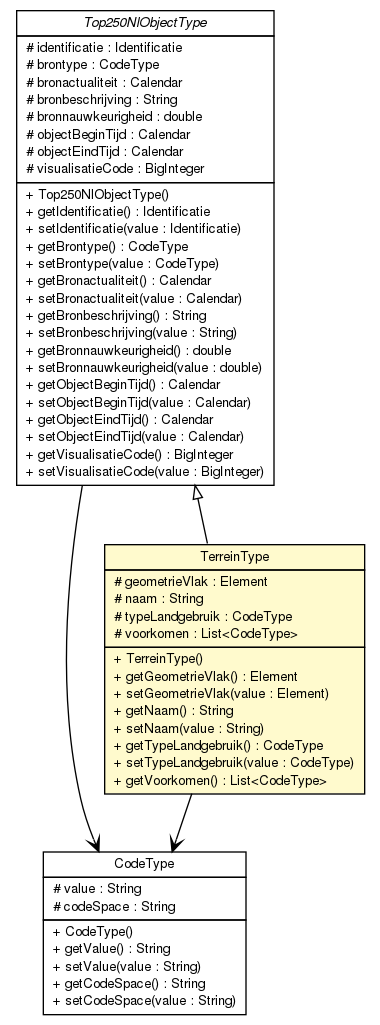 Top250NlObjectType
# identificatie : Identificatie
# brontype : CodeType
# bronactualiteit : Calendar
# bronbeschrijving : String
# bronnauwkeurigheid : double
# objectBeginTijd : Calendar
# objectEindTijd : Calendar
# visualisatieCode : BigInteger
+ Top250NlObjectType()
+ getIdentificatie() : Identificatie
+ setIdentificatie(value : Identificatie)
+ getBrontype() : CodeType
+ setBrontype(value : CodeType)
+ getBronactualiteit() : Calendar
+ setBronactualiteit(value : Calendar)
+ getBronbeschrijving() : String
+ setBronbeschrijving(value : String)
+ getBronnauwkeurigheid() : double
+ setBronnauwkeurigheid(value : double)
+ getObjectBeginTijd() : Calendar
+ setObjectBeginTijd(value : Calendar)
+ getObjectEindTijd() : Calendar
+ setObjectEindTijd(value : Calendar)
+ getVisualisatieCode() : BigInteger
+ setVisualisatieCode(value : BigInteger)
TerreinType
# geometrieVlak : Element
# naam : String
# typeLandgebruik : CodeType
# voorkomen : List<CodeType>
+ TerreinType()
+ getGeometrieVlak() : Element
+ setGeometrieVlak(value : Element)
+ getNaam() : String
+ setNaam(value : String)
+ getTypeLandgebruik() : CodeType
+ setTypeLandgebruik(value : CodeType)
+ getVoorkomen() : List<CodeType>
CodeType
# value : String
# codeSpace : String
+ CodeType()
+ getValue() : String
+ setValue(value : String)
+ getCodeSpace() : String
+ setCodeSpace(value : String)